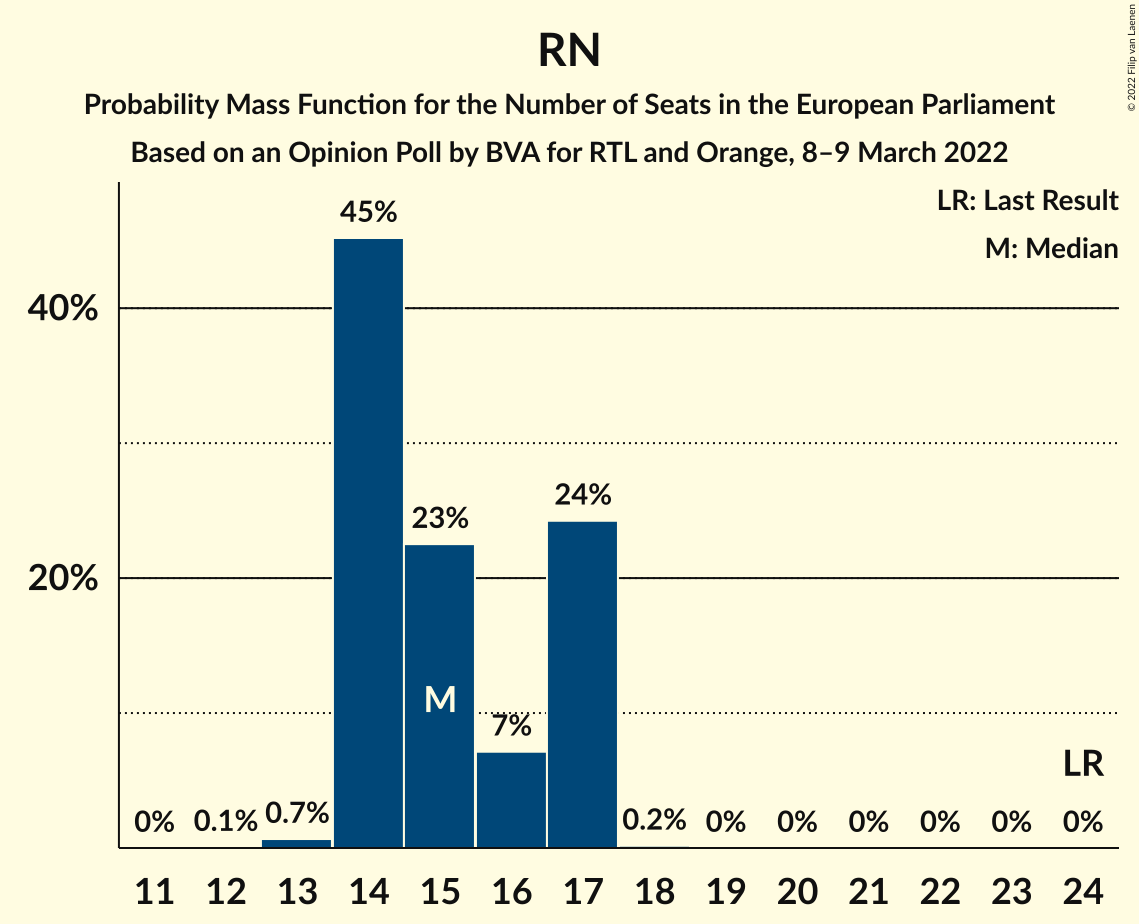 RN
Probability Mass Function for the Number of Seats in the European Parliament
Based on an Opinion Poll by BVA for RTL and Orange, 8–9 March 2022
© 2022 Filip van Laenen
LR: Last Result
M: Median
45%
40%
24%
23%
20%
M
7%
LR
0% 0.1% 0.7% 0.2% 0% 0% 0% 0% 0% 0%
11 12 13 14 15 16 17 18 19 20 21 22 23 24